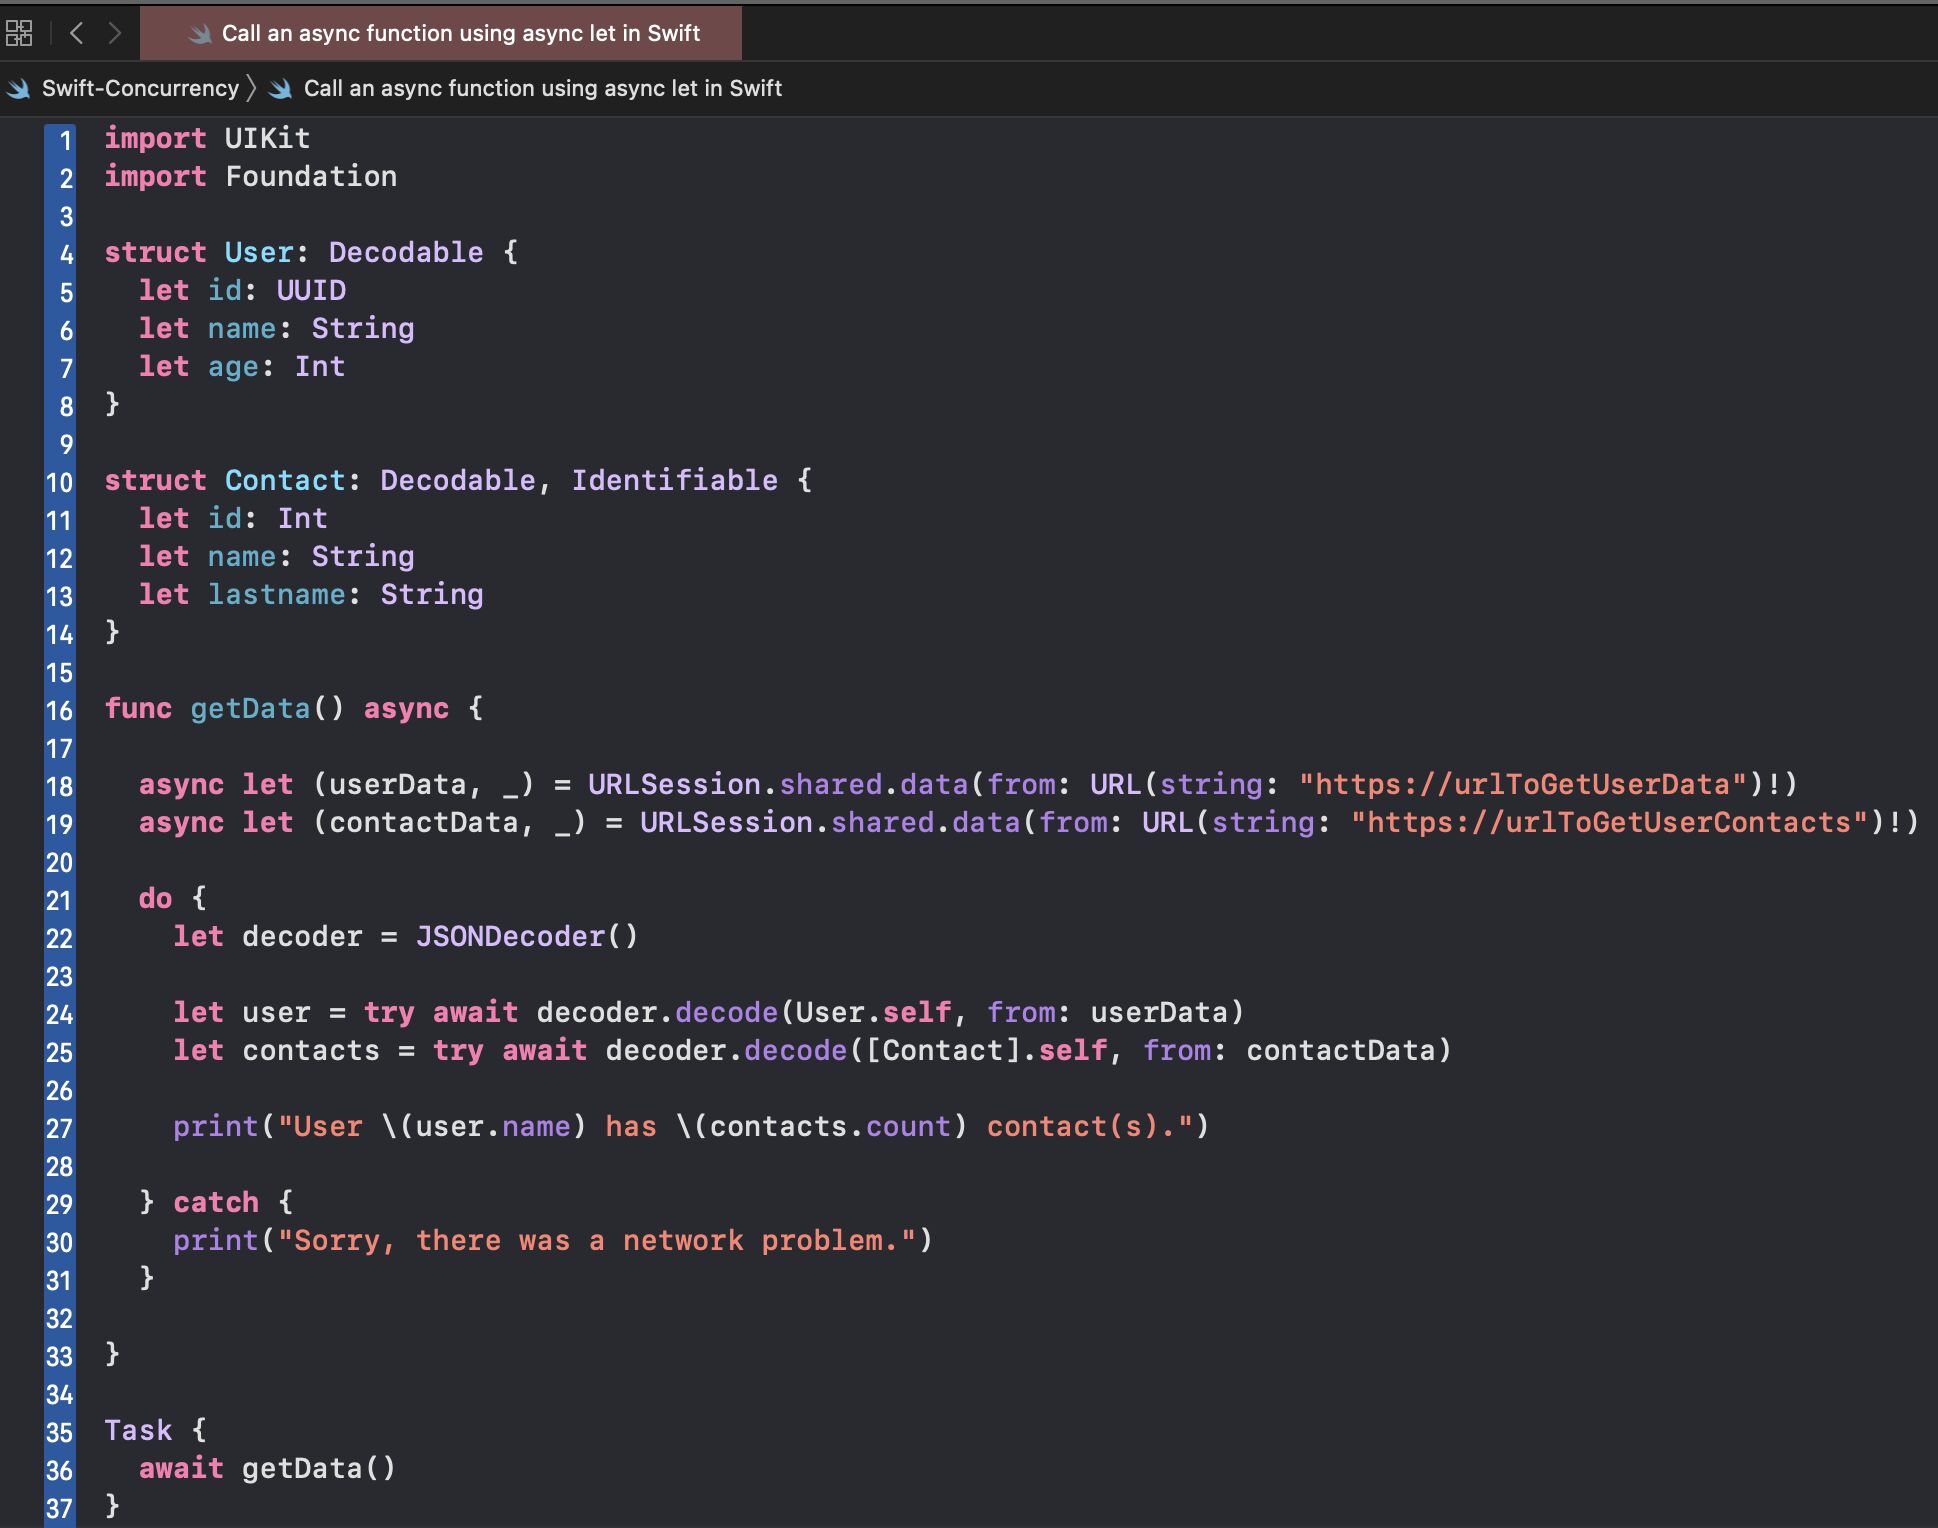 Call an async function using async let in Swift
Swift-Concurrency 〉 Call an async function using async let in Swift
1 import UIKit
2 import Foundation
3
4 struct User: Decodable {
5   let id: UUID
6   let name: String
7   let age: Int
8 }
9
10 struct Contact: Decodable, Identifiable {
11   let id: Int
12   let name: String
13   let lastname: String
14 }
15
16 func getData() async {
17
18   async let (userData, _) = URLSession.shared.data(from: URL(string: "https://urlToGetUserData")!)
19   async let (contactData, _) = URLSession.shared.data(from: URL(string: "https://urlToGetUserContacts")!)
20
21   do {
22     let decoder = JSONDecoder()
23
24     let user = try await decoder.decode(User.self, from: userData)
25     let contacts = try await decoder.decode([Contact].self, from: contactData)
26
27     print("User \(user.name) has \(contacts.count) contact(s).")
28
29   } catch {
30     print("Sorry, there was a network problem.")
31   }
32
33 }
34
35 Task {
36   await getData()
37 }